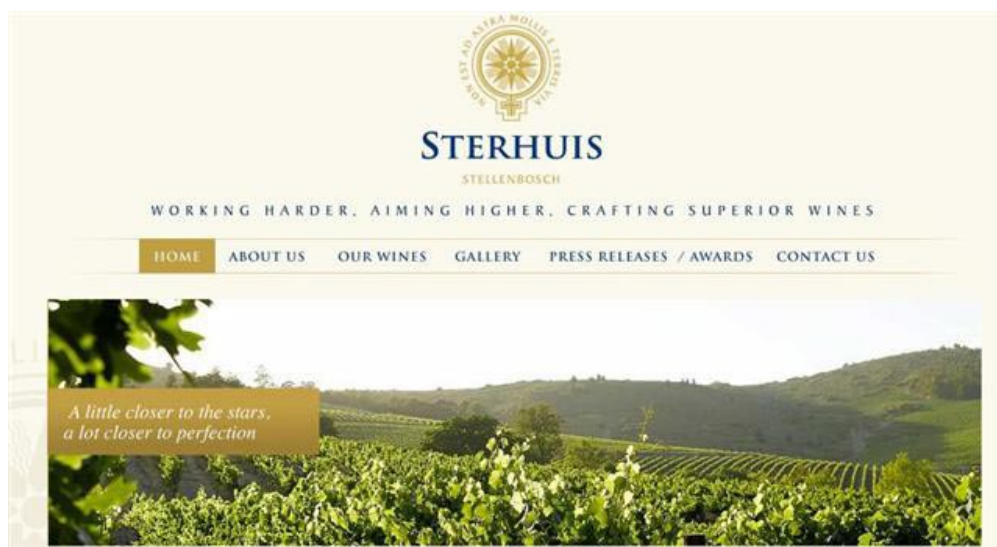 NON EST AD ASTRA MOLLIS E TERRIS VIA
STERHUIS
STELLENBOSCH
WORKING HARDER, AIMING HIGHER, CRAFTING SUPERIOR WINES
HOME ABOUT US OUR WINES GALLERY PRESS RELEASES / AWARDS CONTACT US
A little closer to the stars,
a lot closer to perfection